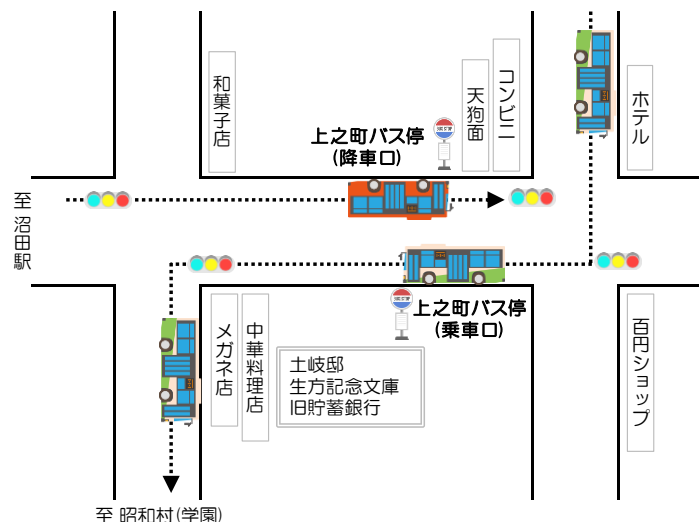 和菓子店
上之町バス停
(降車口)
天狗面
コンビニ
ホテル
至 沼田駅
上之町バス停
(乗車口)
メガネ店
中華料理店
土岐邸
生方記念文庫
旧貯蓄銀行
百円ショップ
至 昭和村(学園)